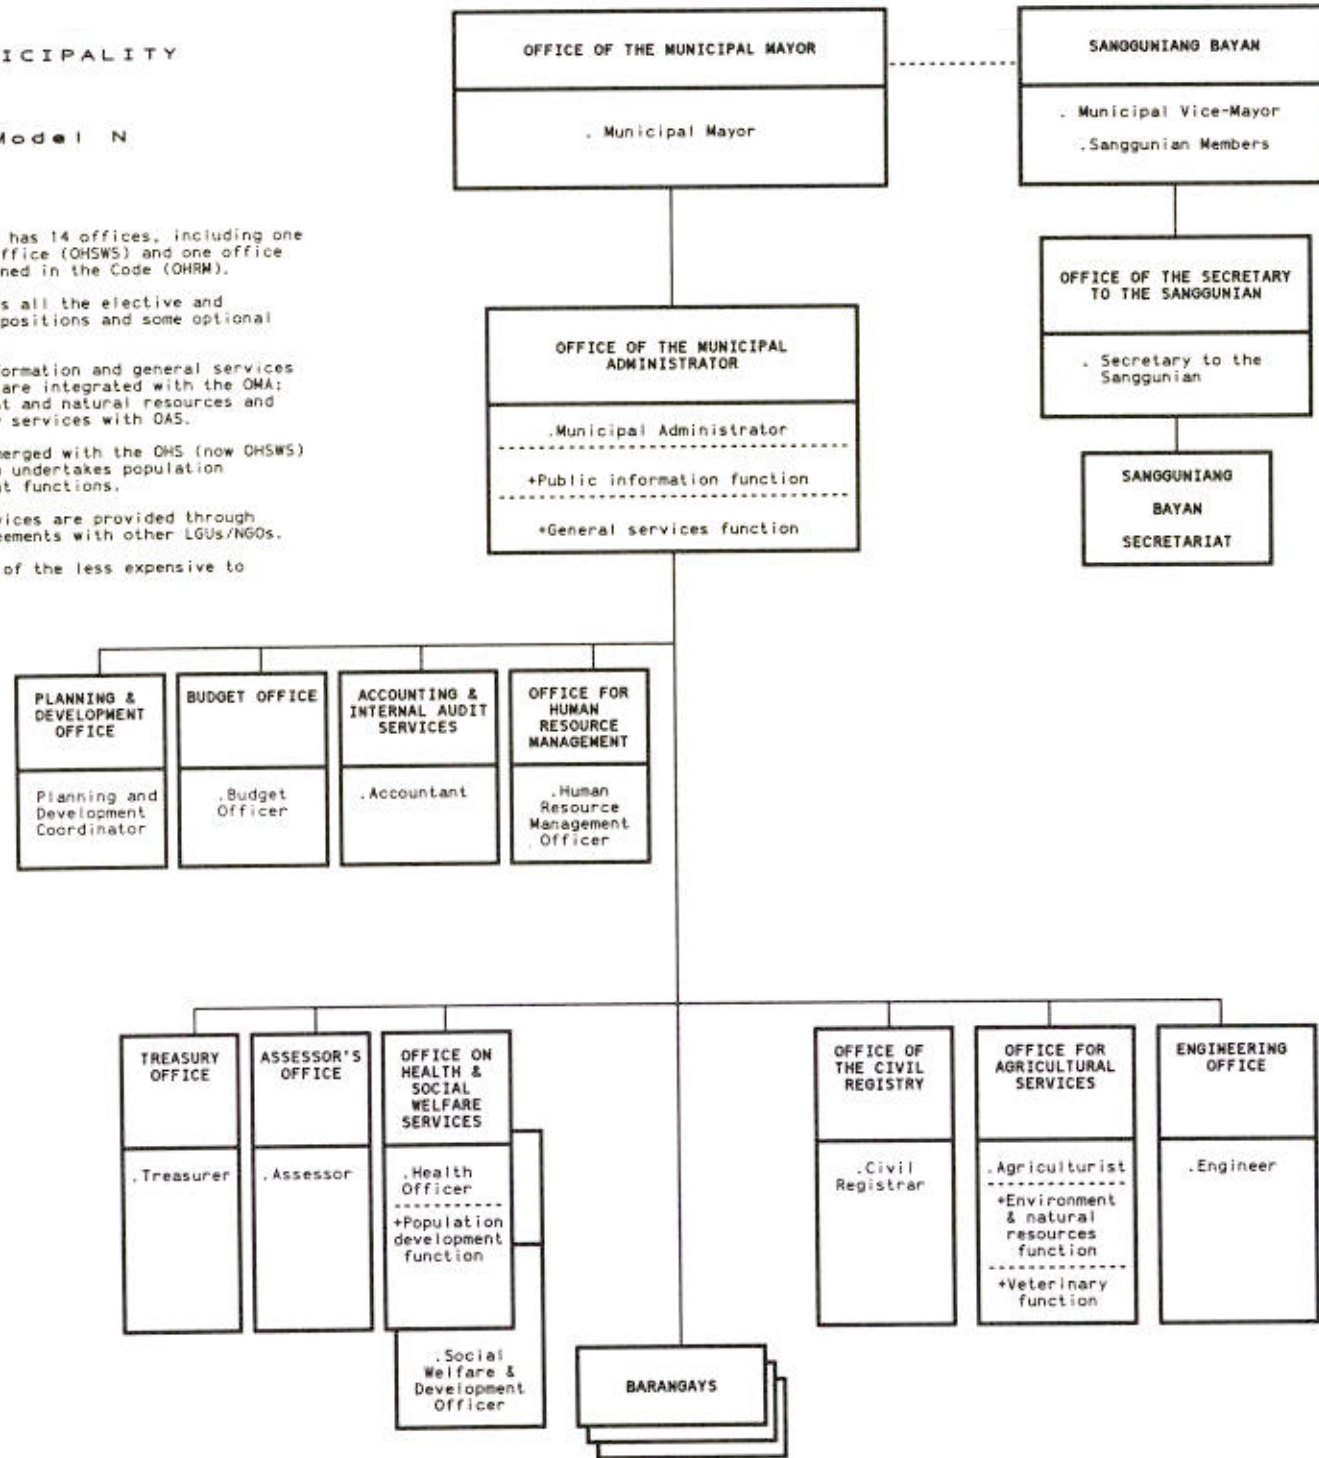 ICIPALITY
Model N
has 14 offices, including one
ffice (OHSWS) and one office
ned in the Code (OHRM).
s all the elective and
positions and some optional
formation and general services
are integrated with the OMA;
t and natural resources and
services with OAS.
merged with the OHS (now OHSWS)
undertakes population
t functions.
vices are provided through
eements with other LGUs/NGOs.
of the less expensive to
OFFICE OF THE MUNICIPAL MAYOR
. Municipal Mayor
SANGGUNIANG BAYAN
. Municipal Vice-Mayor
.Sanggunian Members
OFFICE OF THE SECRETARY
TO THE SANGGUNIAN
. Secretary to the
Sanggunian
SANGGUNIANG
BAYAN
SECRETARIAT
OFFICE OF THE MUNICIPAL
ADMINISTRATOR
.Municipal Administrator
+Public information function
+General services function
PLANNING &
DEVELOPMENT
OFFICE
Planning and
Development
Coordinator
BUDGET OFFICE
.Budget
Officer
ACCOUNTING &
INTERNAL AUDIT
SERVICES
.Accountant
OFFICE FOR
HUMAN
RESOURCE
MANAGEMENT
.Human
Resource
Management
Officer
TREASURY
OFFICE
.Treasurer
ASSESSOR'S
OFFICE
.Assessor
OFFICE ON
HEALTH &
SOCIAL
WELFARE
SERVICES
.Health
Officer
+Population
development
function
.Social
Welfare &
Development
Officer
BARANGAYS
OFFICE OF
THE CIVIL
REGISTRY
.Civil
Registrar
OFFICE FOR
AGRICULTURAL
SERVICES
.Agriculturist
+Environment
& natural
resources
function
+Veterinary
function
ENGINEERING
OFFICE
.Engineer